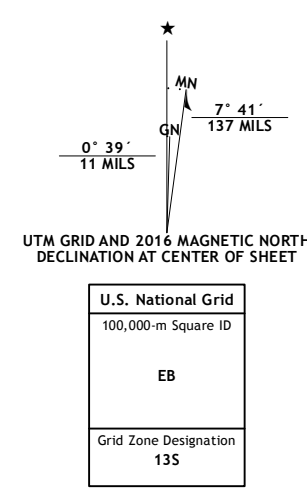 ★
MN
7° 41´
137 MILS
GN
0° 39´
11 MILS
UTM GRID AND 2016 MAGNETIC NORTH
DECLINATION AT CENTER OF SHEET
U.S. National Grid
100,000-m Square ID
EB
Grid Zone Designation
13S